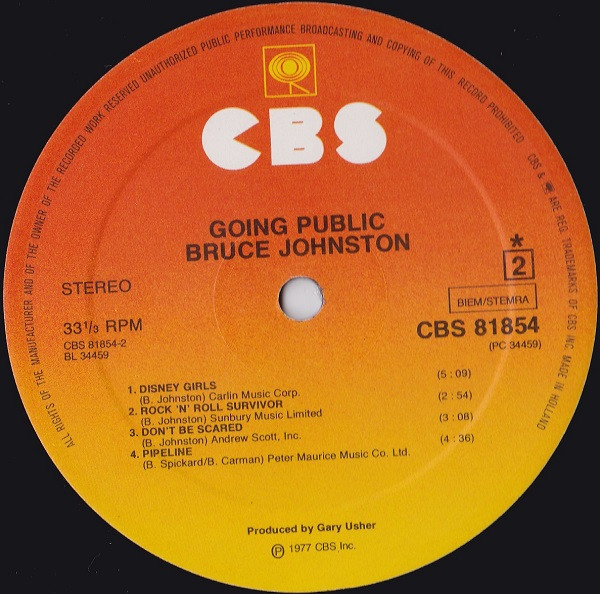 ALL RIGHTS OF THE MANUFACTURER AND OF THE OWNER OF THE RECORDED WORK RESERVED UNAUTHORIZED PUBLIC PERFORMANCE BROADCASTING AND COPYING OF THIS RECORD PROHIBITED
CBS & ARE REG. TRADEMARKS OF CBS INC. MADE IN HOLLAND
CBS
GOING PUBLIC
BRUCE JOHNSTON
*
2
STEREO
BIEM/STEMRA
33 1/3 RPM
CBS 81854
CBS 81854-2
(PC 34459)
BL 34459
1. DISNEY GIRLS (5 : 09)
(B. Johnston) Carlin Music Corp.
2. ROCK 'N' ROLL SURVIVOR (2 : 54)
(B. Johnston) Sunbury Music Limited
3. DON'T BE SCARED (3 : 08)
(B. Johnston) Andrew Scott, Inc.
4. PIPELINE (4 : 36)
(B. Spickard/B. Carman) Peter Maurice Music Co. Ltd.
Produced by Gary Usher
℗ 1977 CBS Inc.